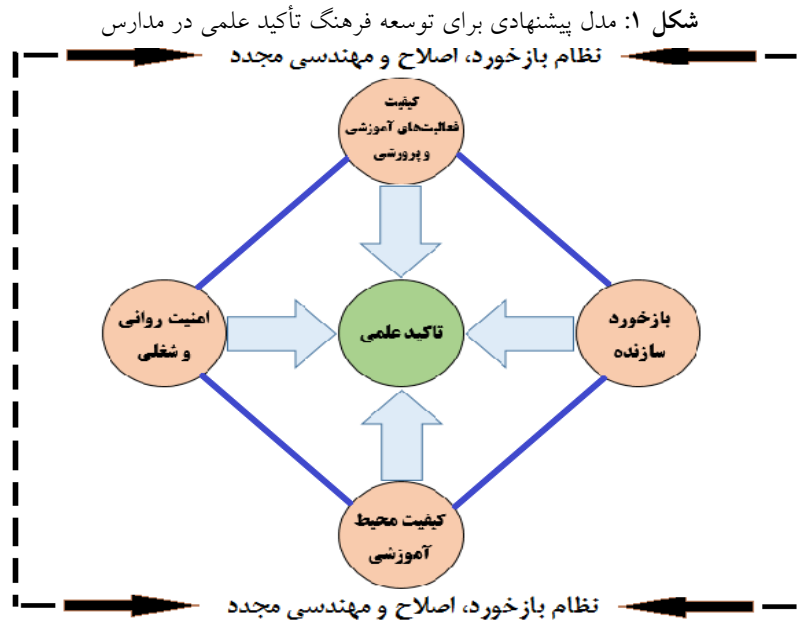 شکل ۱: مدل پیشنهادی برای توسعه فرهنگ تأکید علمی در مدارس
نظام بازخورد، اصلاح و مهندسی مجدد
کیفیت
فعالیت‌های آموزشی
و پرورشی
بازخورد
سازنده
تاکید علمی
امنیت روانی
و شغلی
کیفیت محیط
آموزشی
نظام بازخورد، اصلاح و مهندسی مجدد